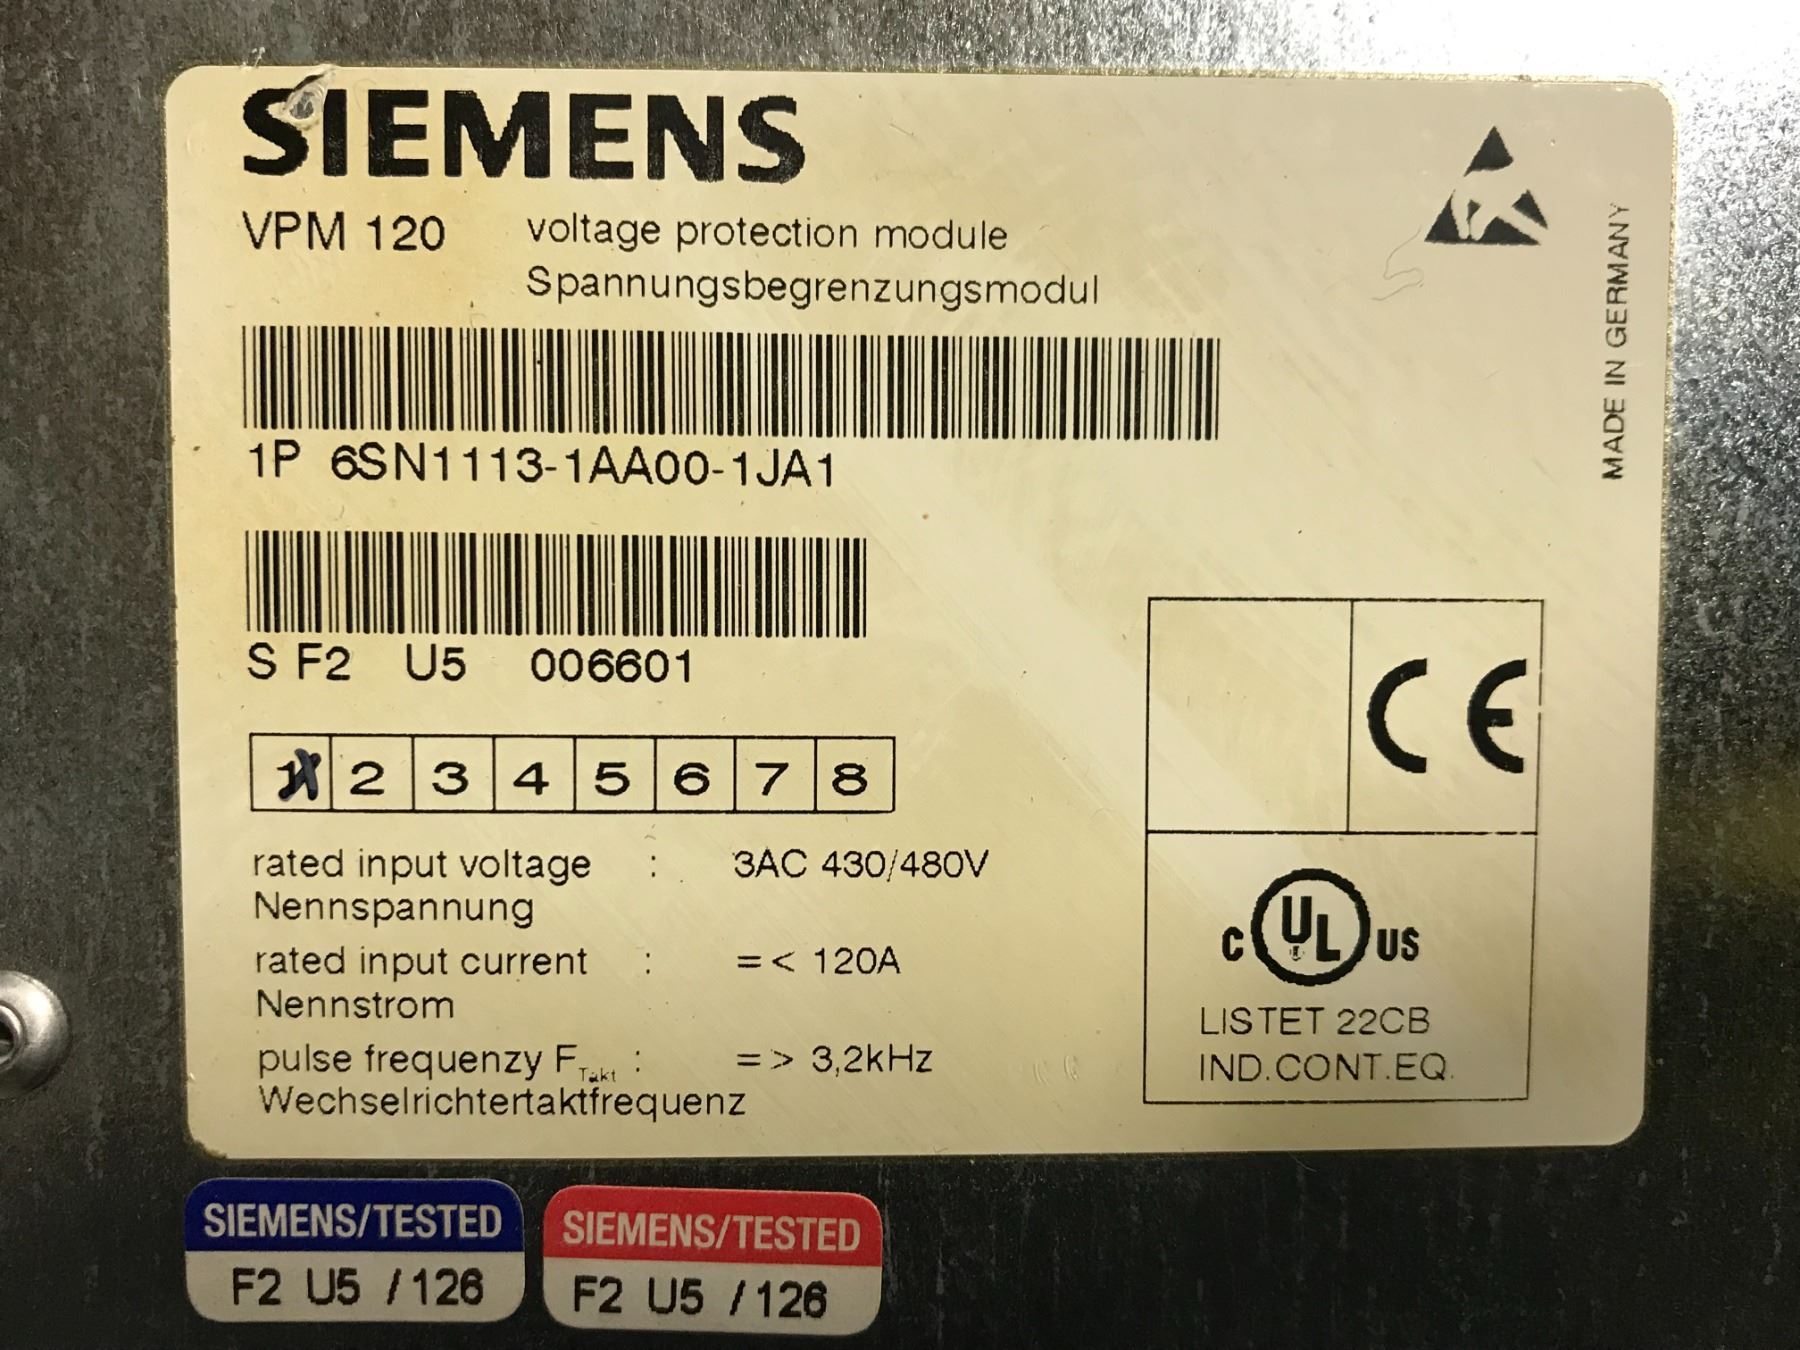 SIEMENS
VPM 120 voltage protection module
Spannungsbegrenzungsmodul
MADE IN GERMANY
1P 6SN1113-1AA00-1JA1
S F2 U5 006601
1 2 3 4 5 6 7 8
rated input voltage : 3AC 430/480V
Nennspannung
rated input current : =< 120A
Nennstrom
pulse frequenzy FTakt : => 3,2kHz
Wechselrichtertaktfrequenz
CE
C UL US
LISTET 22CB
IND.CONT.EQ.
SIEMENS/TESTED
F2 U5 /126
SIEMENS/TESTED
F2 U5 /126